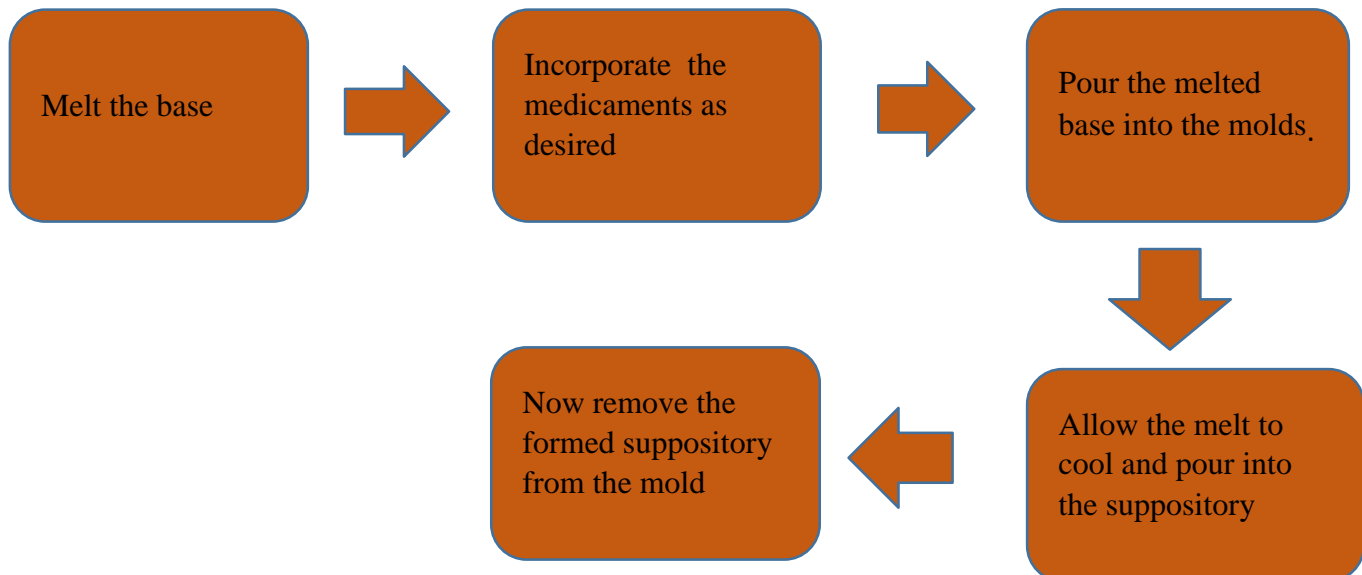 Melt the base
Incorporate  the
medicaments as
desired
Pour the melted
base into the molds.
Allow the melt to
cool and pour into
the suppository
Now remove the
formed suppository
from the mold